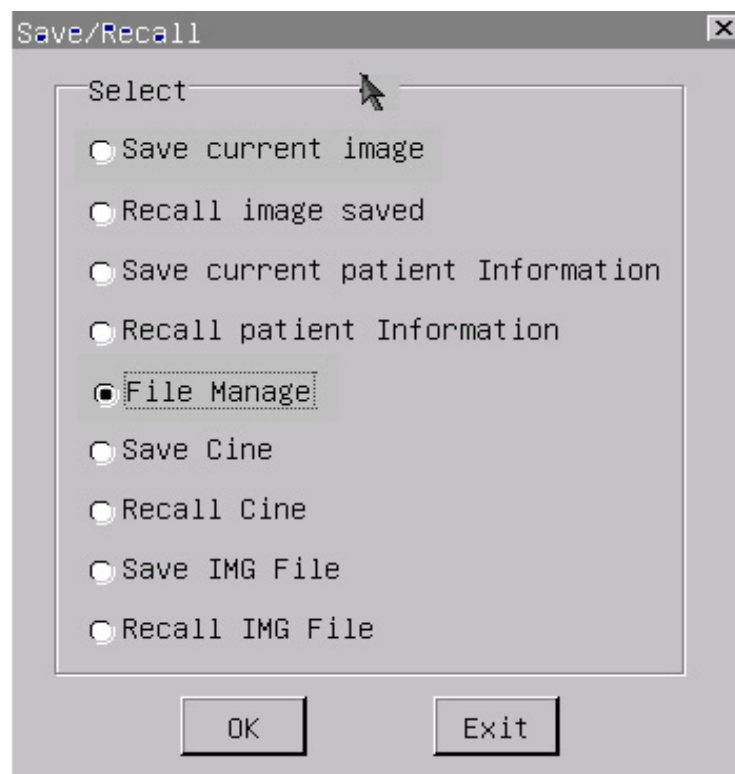 Save/Recall
Select
Save current image
Recall image saved
Save current patient Information
Recall patient Information
File Manage
Save Cine
Recall Cine
Save IMG File
Recall IMG File
OK Exit